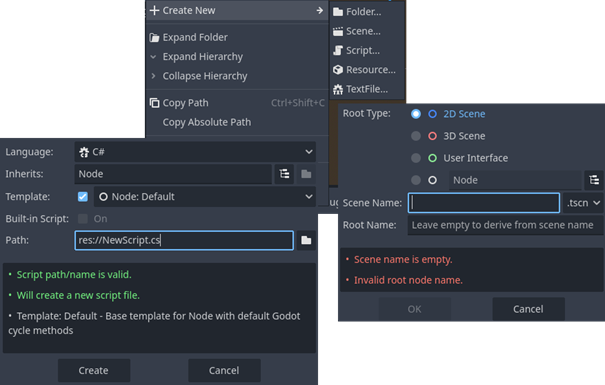 Create New
Expand Folder
Expand Hierarchy
Collapse Hierarchy
Copy Path Ctrl+Shift+C
Copy Absolute Path
Folder...
Scene...
Script...
Resource...
TextFile...
Root Type: 2D Scene
3D Scene
User Interface
Node
Scene Name: .tscn
Root Name: Leave empty to derive from scene name
• Scene name is empty.
• Invalid root node name.
OK Cancel
Language: C#
Inherits: Node
Template: Node: Default
Built-in Script: On
Path: res://NewScript.cs
• Script path/name is valid.
• Will create a new script file.
• Template: Default - Base template for Node with default Godot
cycle methods
Create Cancel